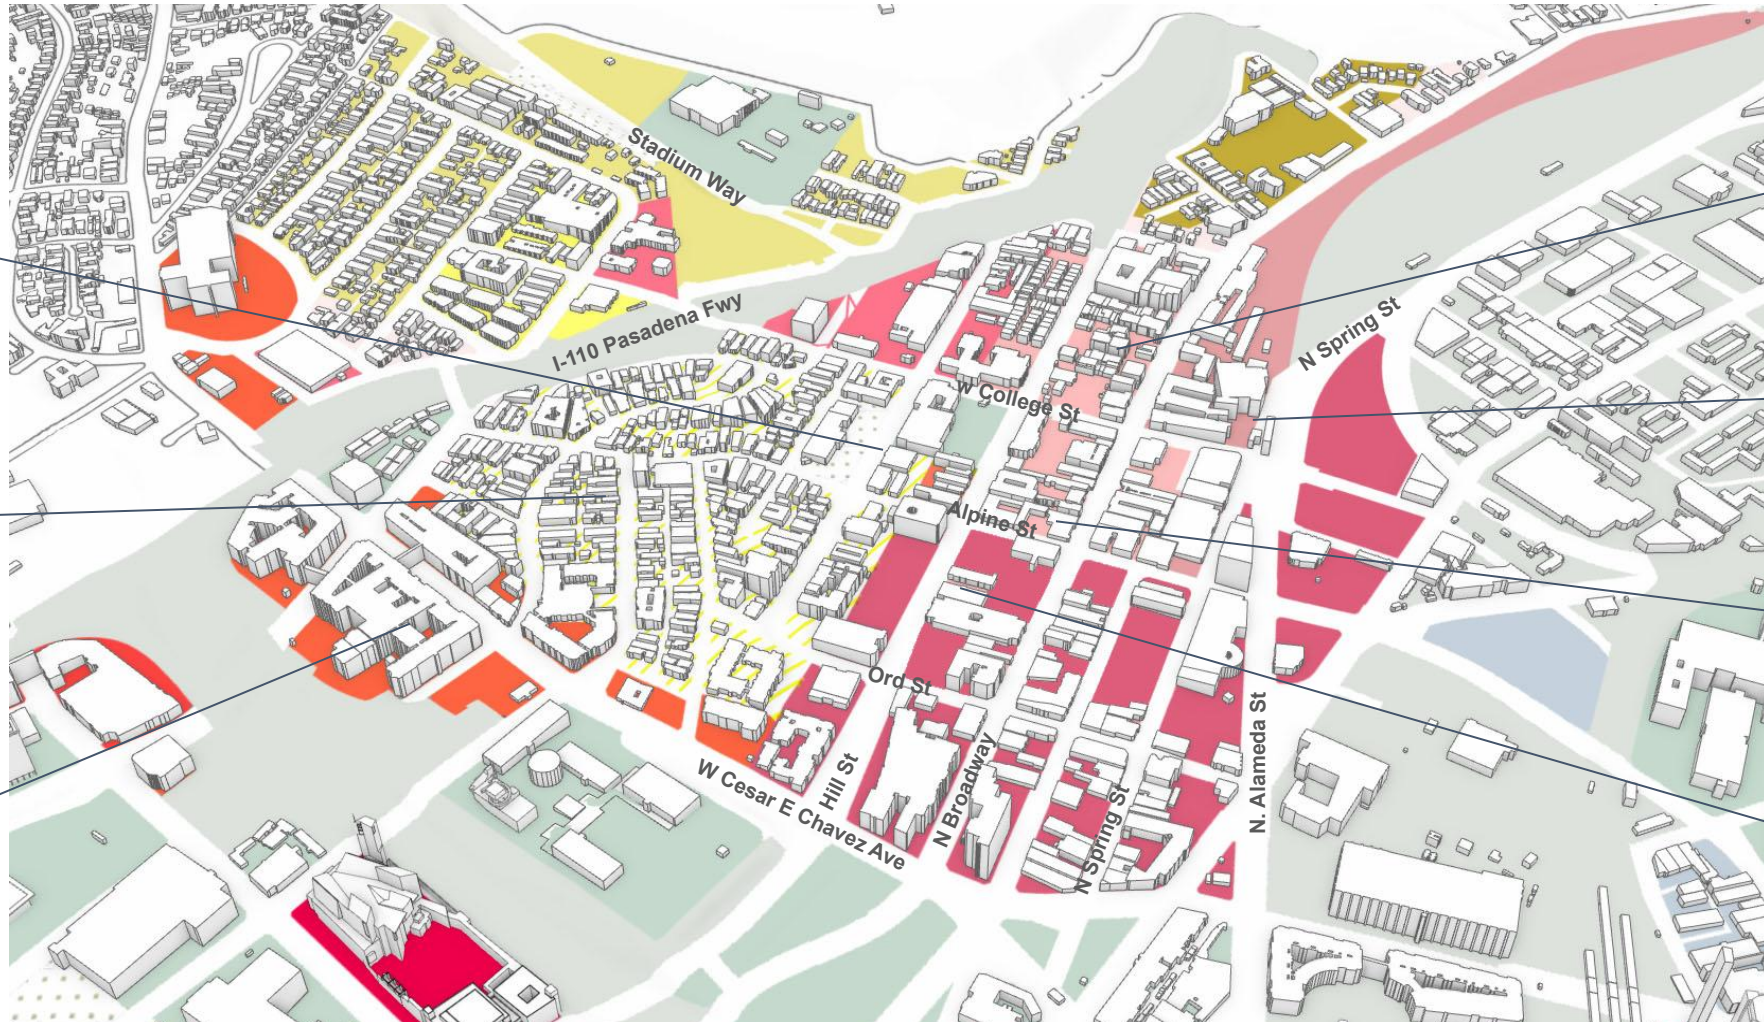 Stadium Way
I-110 Pasadena Fwy
N Spring St
W College St
Alpine St
Ord St
N. Alameda St
W Cesar E Chavez Ave
Hill St
N Broadway
N Spring St